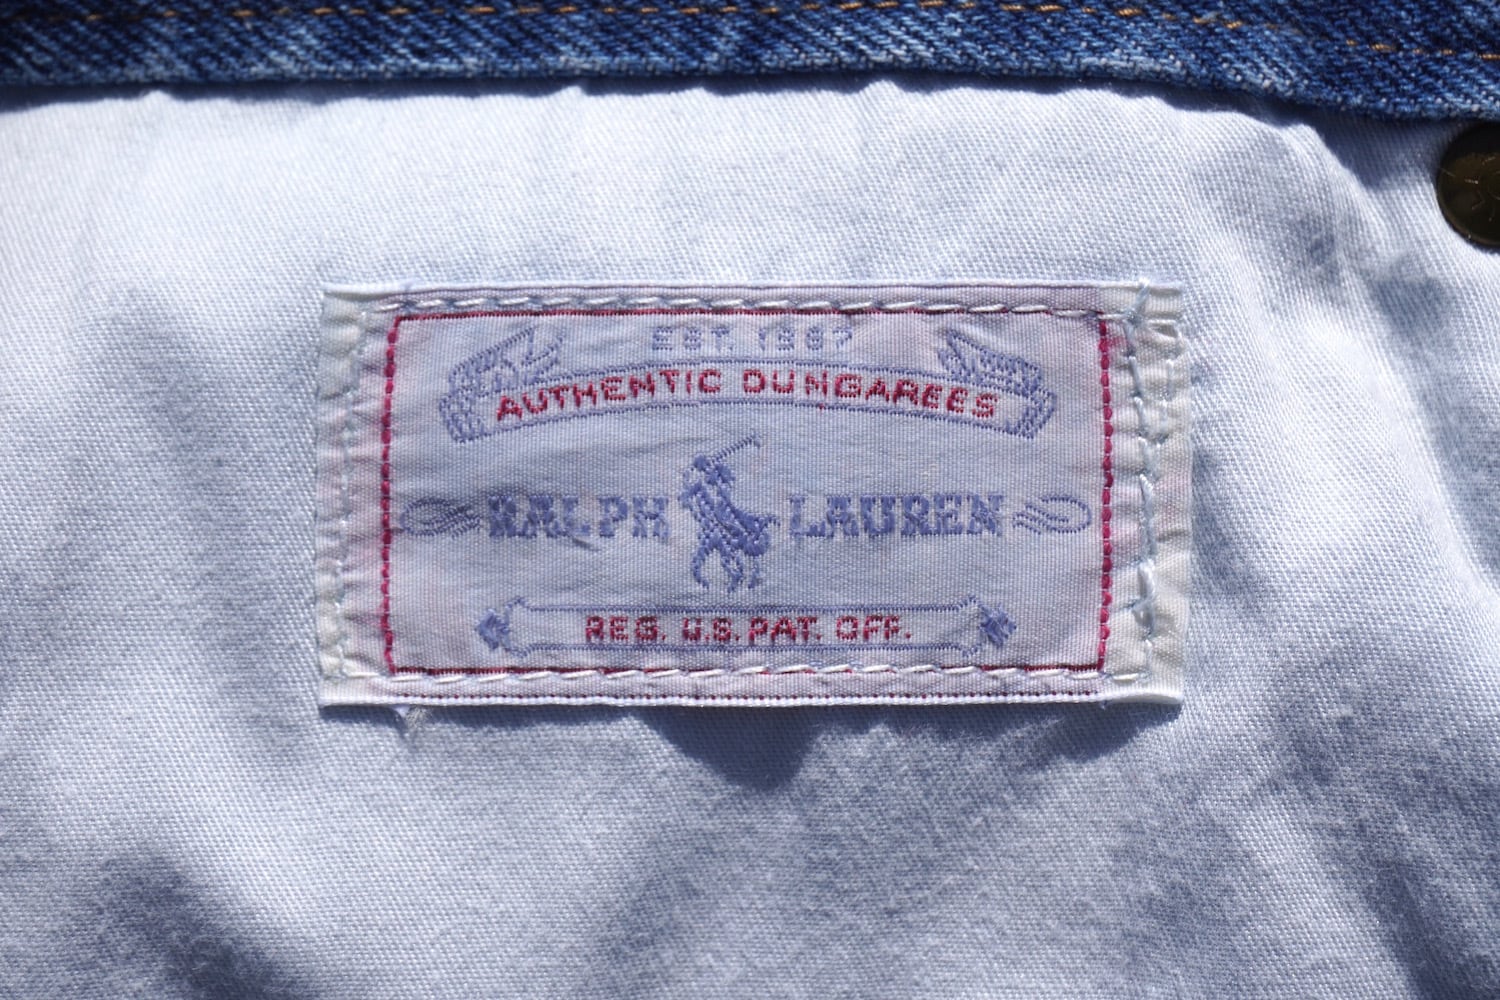 EST. 1967
AUTHENTIC DUNGAREES
RALPH LAUREN
REG. U.S. PAT. OFF.